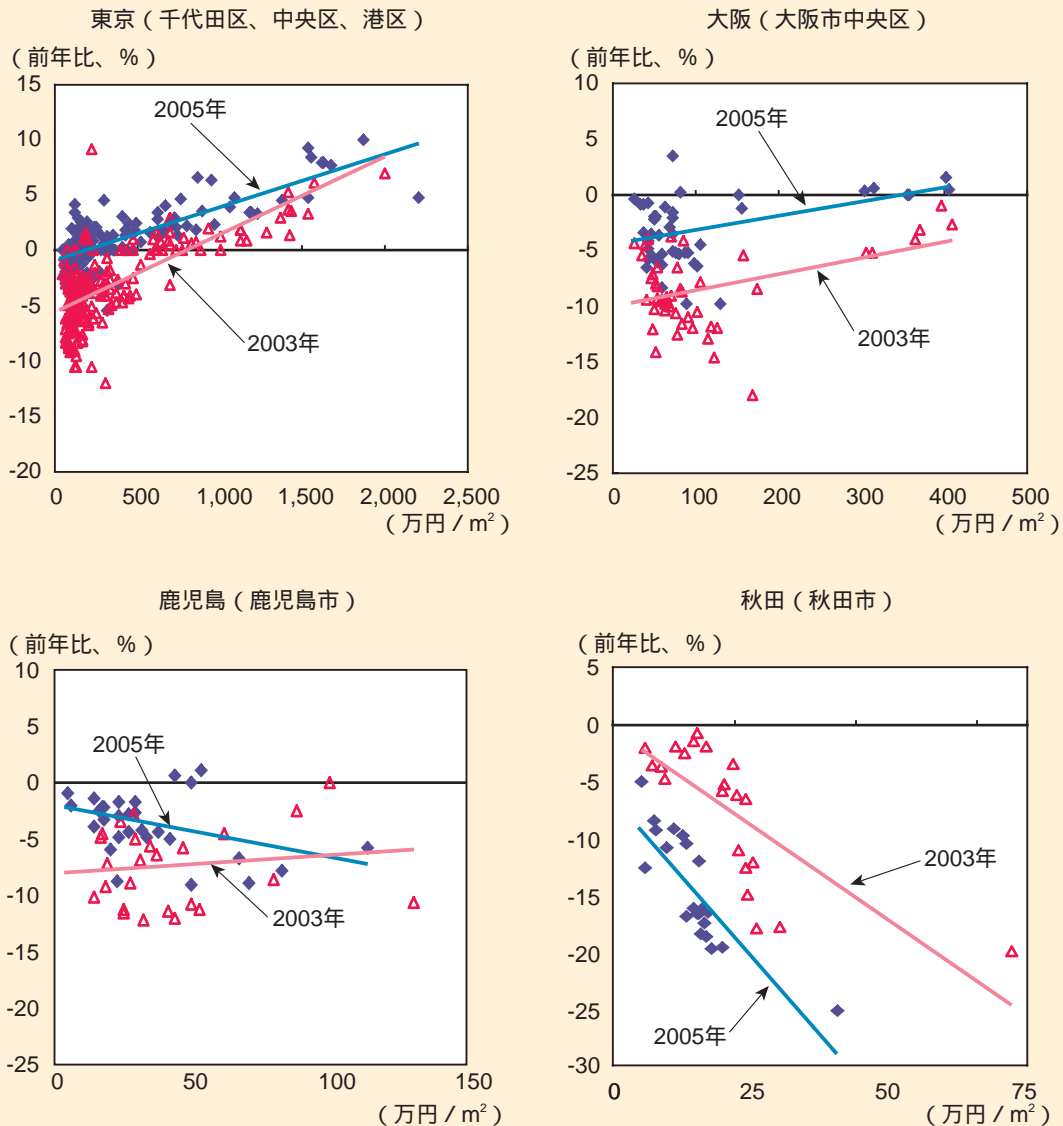 東京（千代田区、中央区、港区）
（前年比、％）
15
10
5
0
-5
-10
-15
-20
2005年
2003年
0 500 1,000 1,500 2,000 2,500
（万円 / m²）
大阪（大阪市中央区）
（前年比、％）
10
5
0
-5
-10
-15
-20
-25
2005年
2003年
0 100 200 300 400 500
（万円 / m²）
鹿児島（鹿児島市）
（前年比、％）
10
5
0
-5
-10
-15
-20
-25
2005年
2003年
0 50 100 150
（万円 / m²）
秋田（秋田市）
（前年比、％）
5
0
-5
-10
-15
-20
-25
-30
2003年
2005年
0 25 50 75
（万円 / m²）